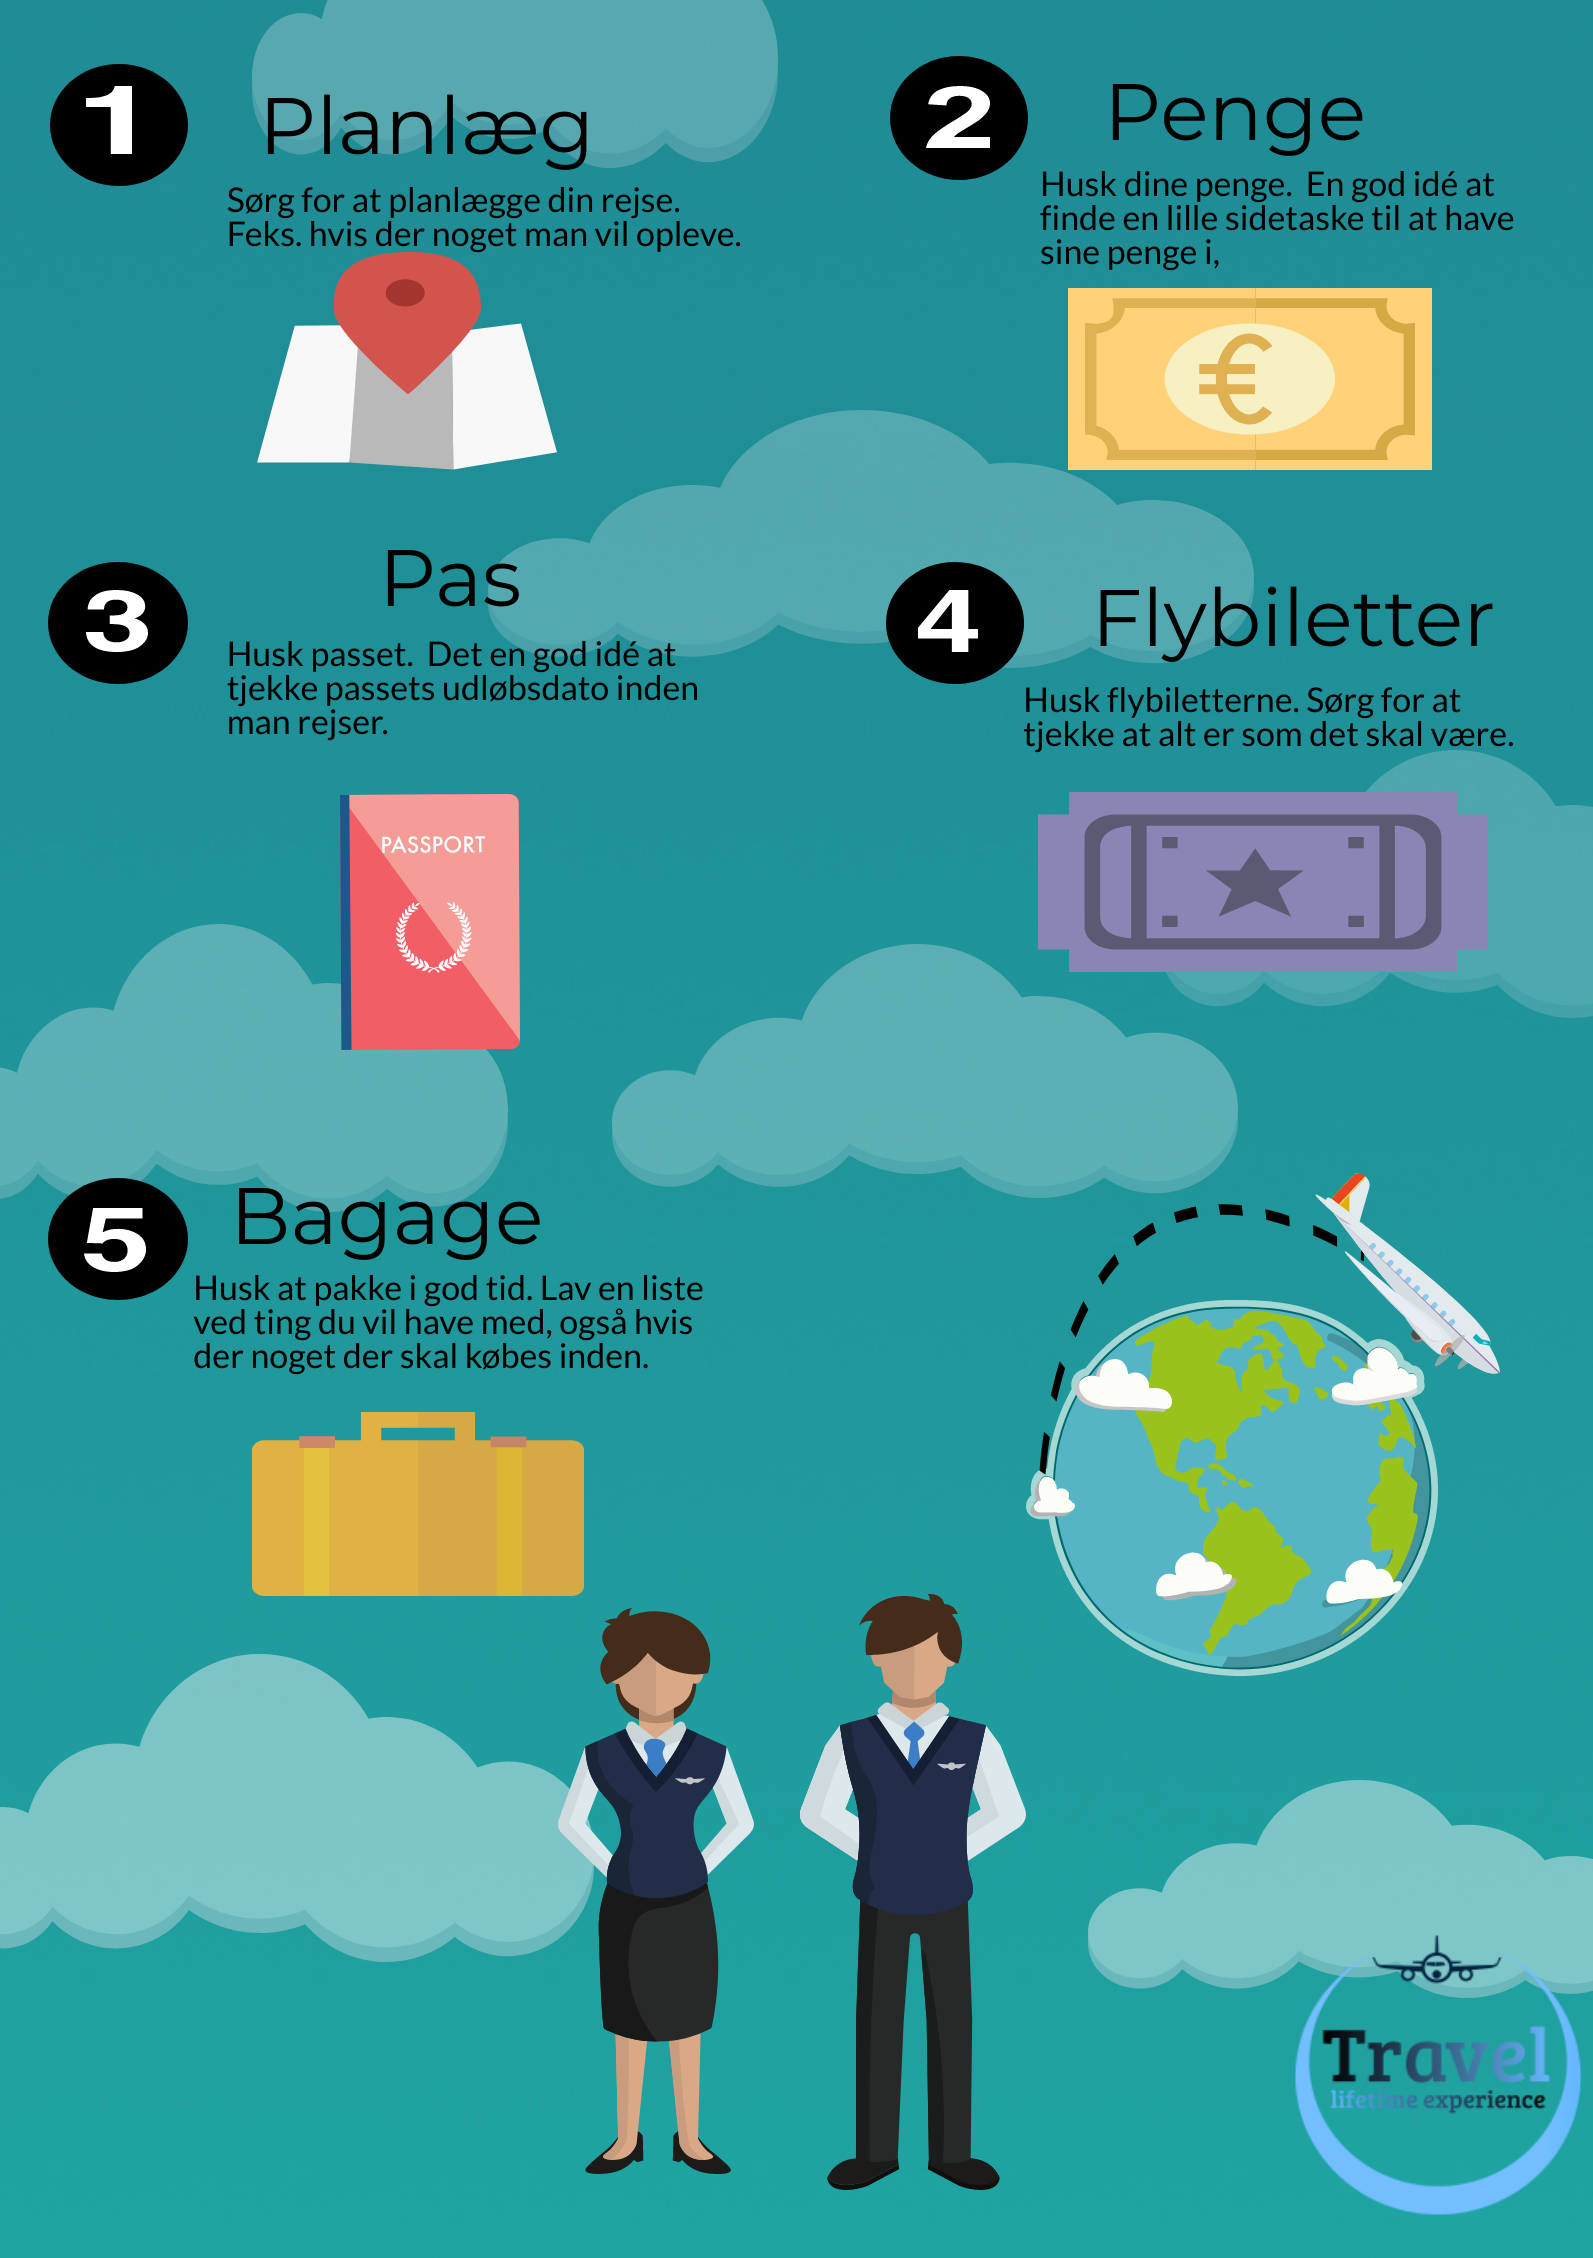 1
Planlæg
Sørg for at planlægge din rejse.
Feks. hvis der noget man vil opleve.
2
Penge
Husk dine penge.  En god idé at
finde en lille sidetaske til at have
sine penge i,
€
3
Pas
Husk passet.  Det en god idé at
tjekke passets udløbsdato inden
man rejser.
PASSPORT
4
Flybiletter
Husk flybiletterne. Sørg for at
tjekke at alt er som det skal være.
5
Bagage
Husk at pakke i god tid. Lav en liste
ved ting du vil have med, også hvis
der noget der skal købes inden.
Travel
lifetime experience